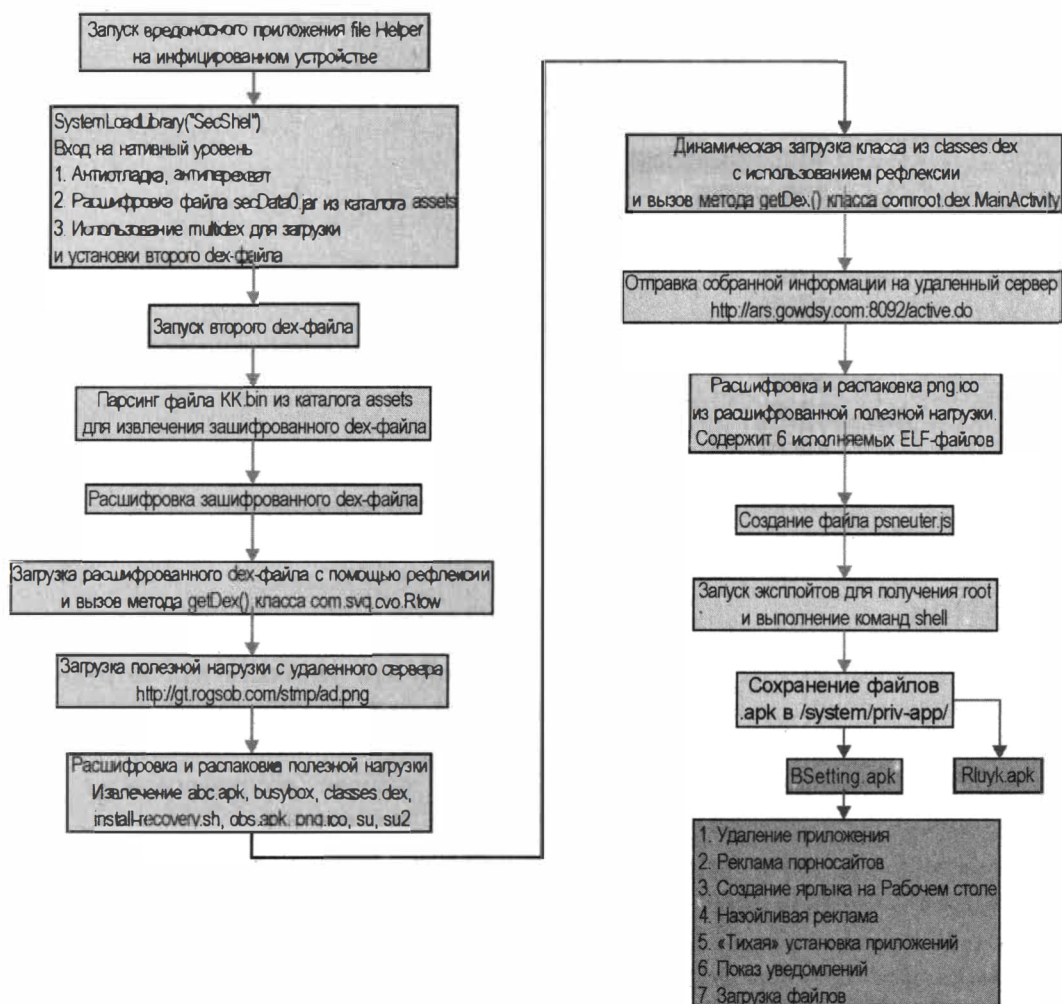 Запуск вредоносного приложения file Helper
на инфицированном устройстье
SystemLoadLibrary("SecShel")
Вход на нативный уровень
1. Антиотладка, антиперехват
2. Расшифровка файла secData0.jar из каталога assets
3. Использование multidex для загрузки
и установки второго dex-файла
Запуск второго dex-файла
Парсинг файла KK.bin из каталога assets
для извлечения зашифрованного dex-файла
Расшифровка зашифрованного dex-файла
Загрузка расшифрованного dex-файла с помощью рефлексии
и вызов метода getDex() класса com.svq.cvo.Rtow
Загрузка полезной нагрузки с удаленного сервера
http://gt.rogsob.com/stmp/ad.png
Расшифровка и распаковка полезной нагрузки
Извлечение abc.apk, busybox, classes.dex,
install-recovery.sh, obs.apk, png.ico, su, su2
Динамическая загрузка класса из classes.dex
с использованием рефлексии
и вызов метода getDex() класса comroot.dex.MainActivity
Отправка собранной информации на удаленный сервер
http://ars.gowdsy.com:8092/active.do
Расшифровка и распаковка png.ico
из расшифрованной полезной нагрузки.
Содержит 6 исполняемых ELF-файлов
Создание файла psneuter.js
Запуск эксплойтов для получения root
и выполнение команд shell
Сохранение файлов
.apk в /system/priv-app/
BSetting.apk
Rluyk.apk
1. Удаление приложения
2. Реклама порносайтов
3. Создание ярлыка на Рабочем столе
4. Назойливая реклама
5. «Тихая» установка приложений
6. Показ уведомлений
7. Загрузка файлов